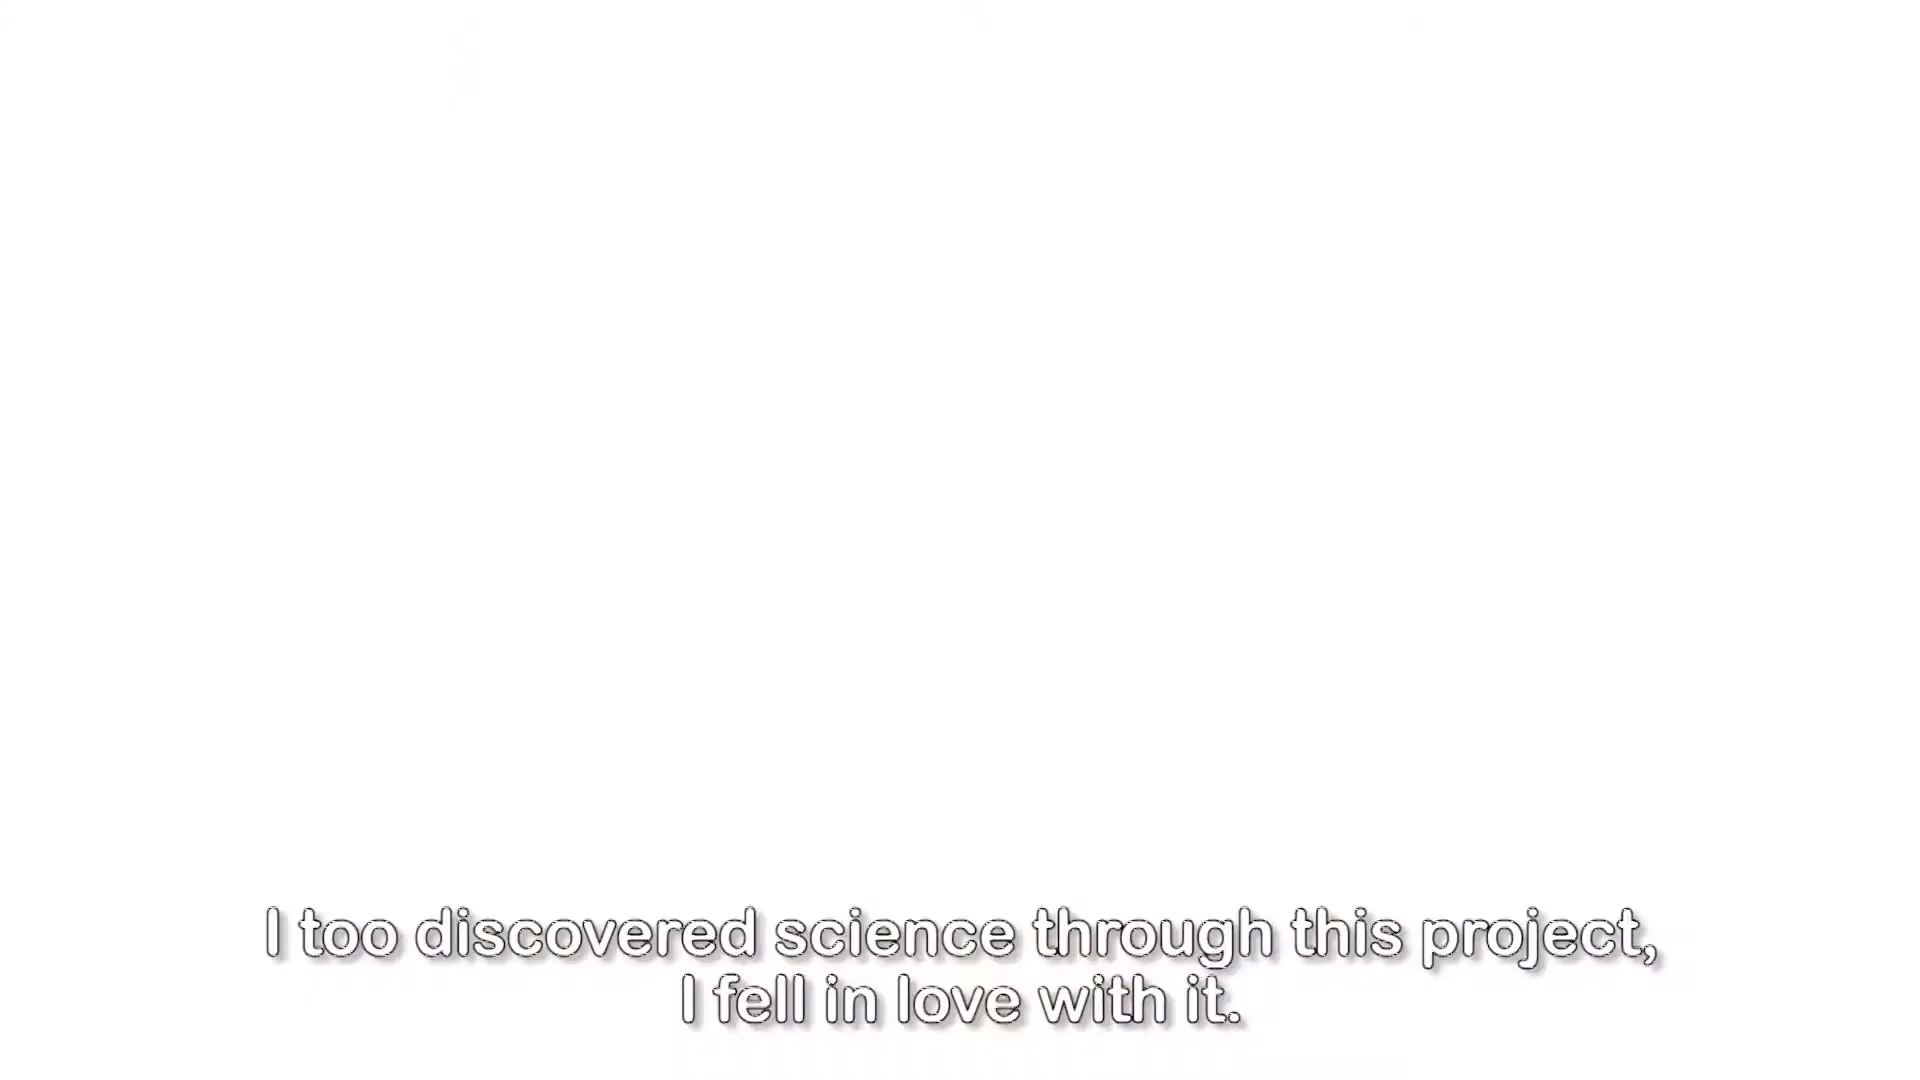 I too discovered science through this project,
I fell in love with it.